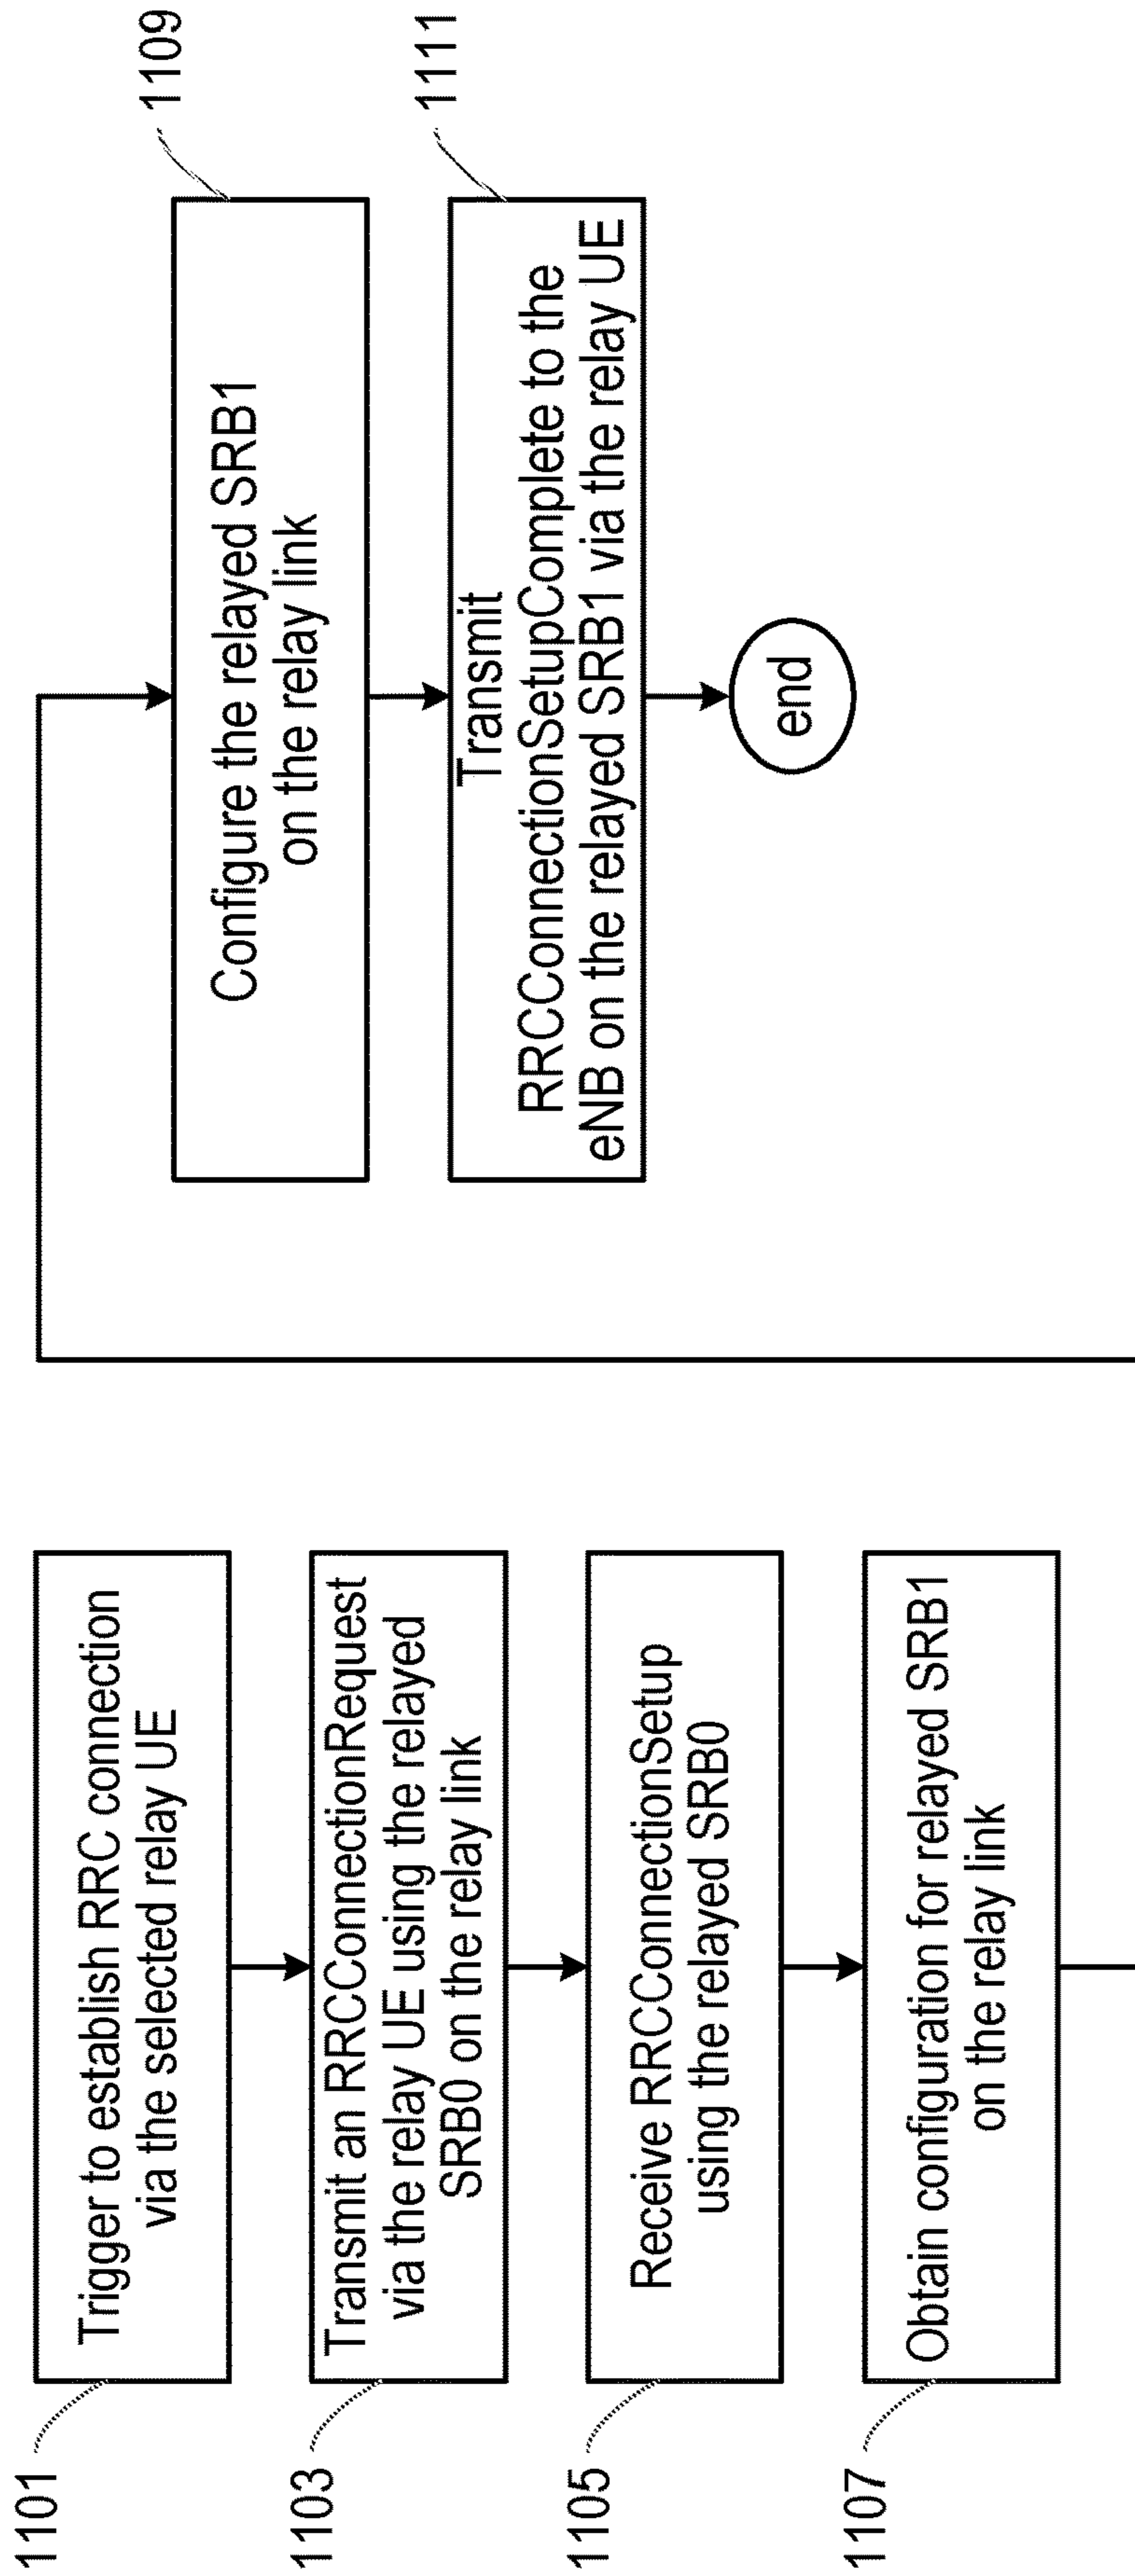 1101
Trigger to establish RRC connection
via the selected relay UE
1103
Transmit an RRCConnectionRequest
via the relay UE using the relayed
SRB0 on the relay link
1105
Receive RRCConnectionSetup
using the relayed SRB0
1107
Obtain configuration for relayed SRB1
on the relay link
1109
Configure the relayed SRB1
on the relay link
1111
Transmit
RRCConnectionSetupComplete to the
eNB on the relayed SRB1 via the relay UE
end